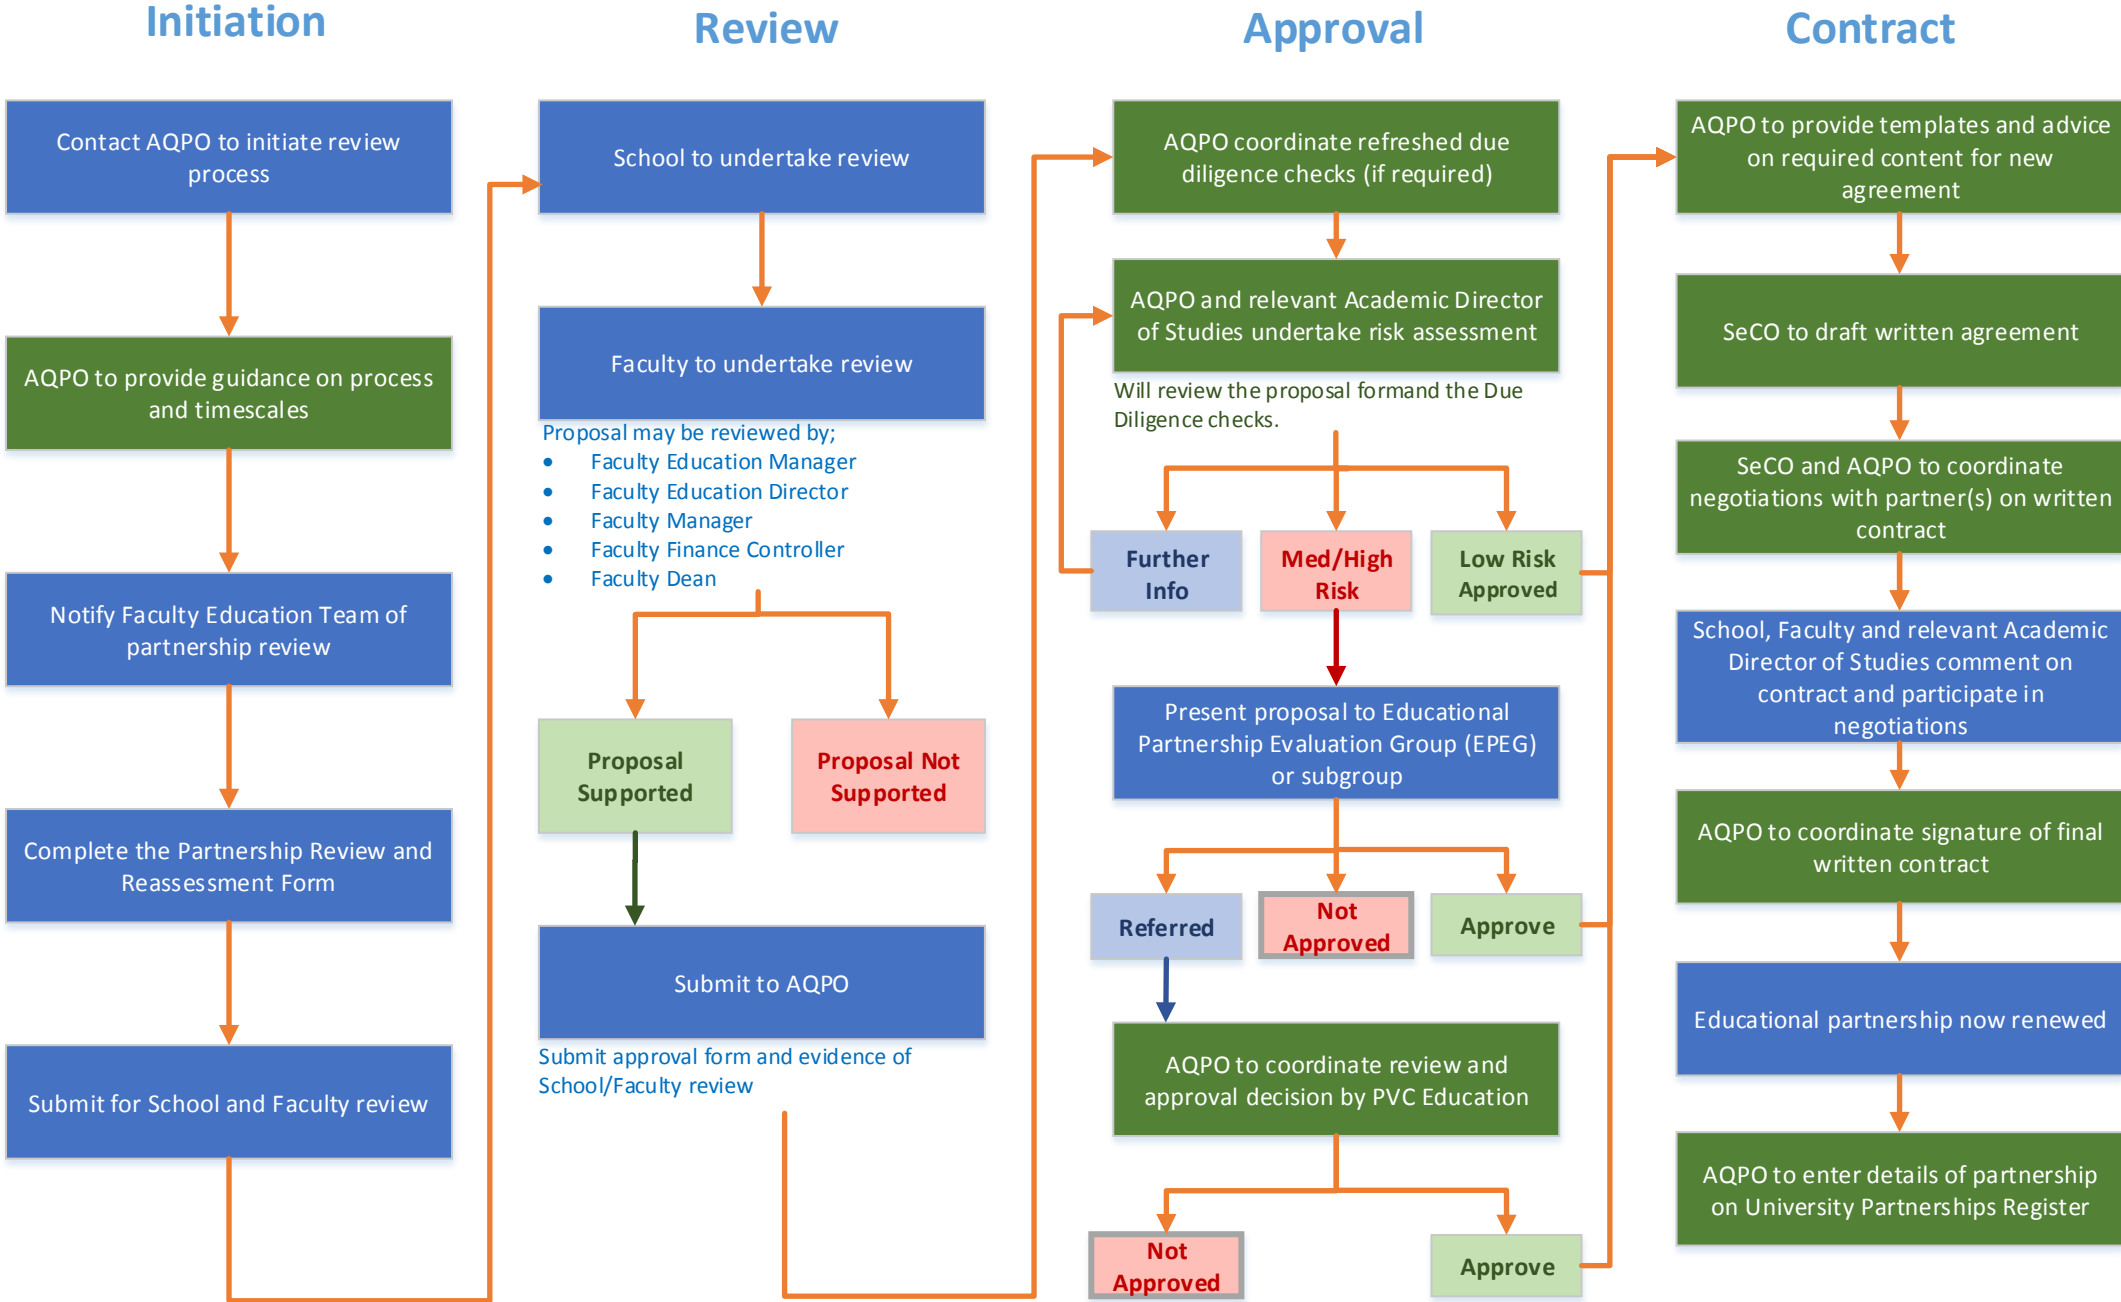 Initiation
Contact AQPO to initiate review
process
AQPO to provide guidance on process
and timescales
Notify Faculty Education Team of
partnership review
Complete the Partnership Review and
Reassessment Form
Submit for School and Faculty review
Review
School to undertake review
Faculty to undertake review
Proposal may be reviewed by;
• Faculty Education Manager
• Faculty Education Director
• Faculty Manager
• Faculty Finance Controller
• Faculty Dean
Proposal
Supported
Proposal Not
Supported
Submit to AQPO
Submit approval form and evidence of
School/Faculty review
Approval
AQPO coordinate refreshed due
diligence checks (if required)
AQPO and relevant Academic Director
of Studies undertake risk assessment
Will review the proposal formand the Due
Diligence checks.
Further
Info
Med/High
Risk
Low Risk
Approved
Present proposal to Educational
Partnership Evaluation Group (EPEG)
or subgroup
Referred
Not
Approved
Approve
AQPO to coordinate review and
approval decision by PVC Education
Not
Approved
Approve
Contract
AQPO to provide templates and advice
on required content for new
agreement
SeCO to draft written agreement
SeCO and AQPO to coordinate
negotiations with partner(s) on written
contract
School, Faculty and relevant Academic
Director of Studies comment on
contract and participate in
negotiations
AQPO to coordinate signature of final
written contract
Educational partnership now renewed
AQPO to enter details of partnership
on University Partnerships Register